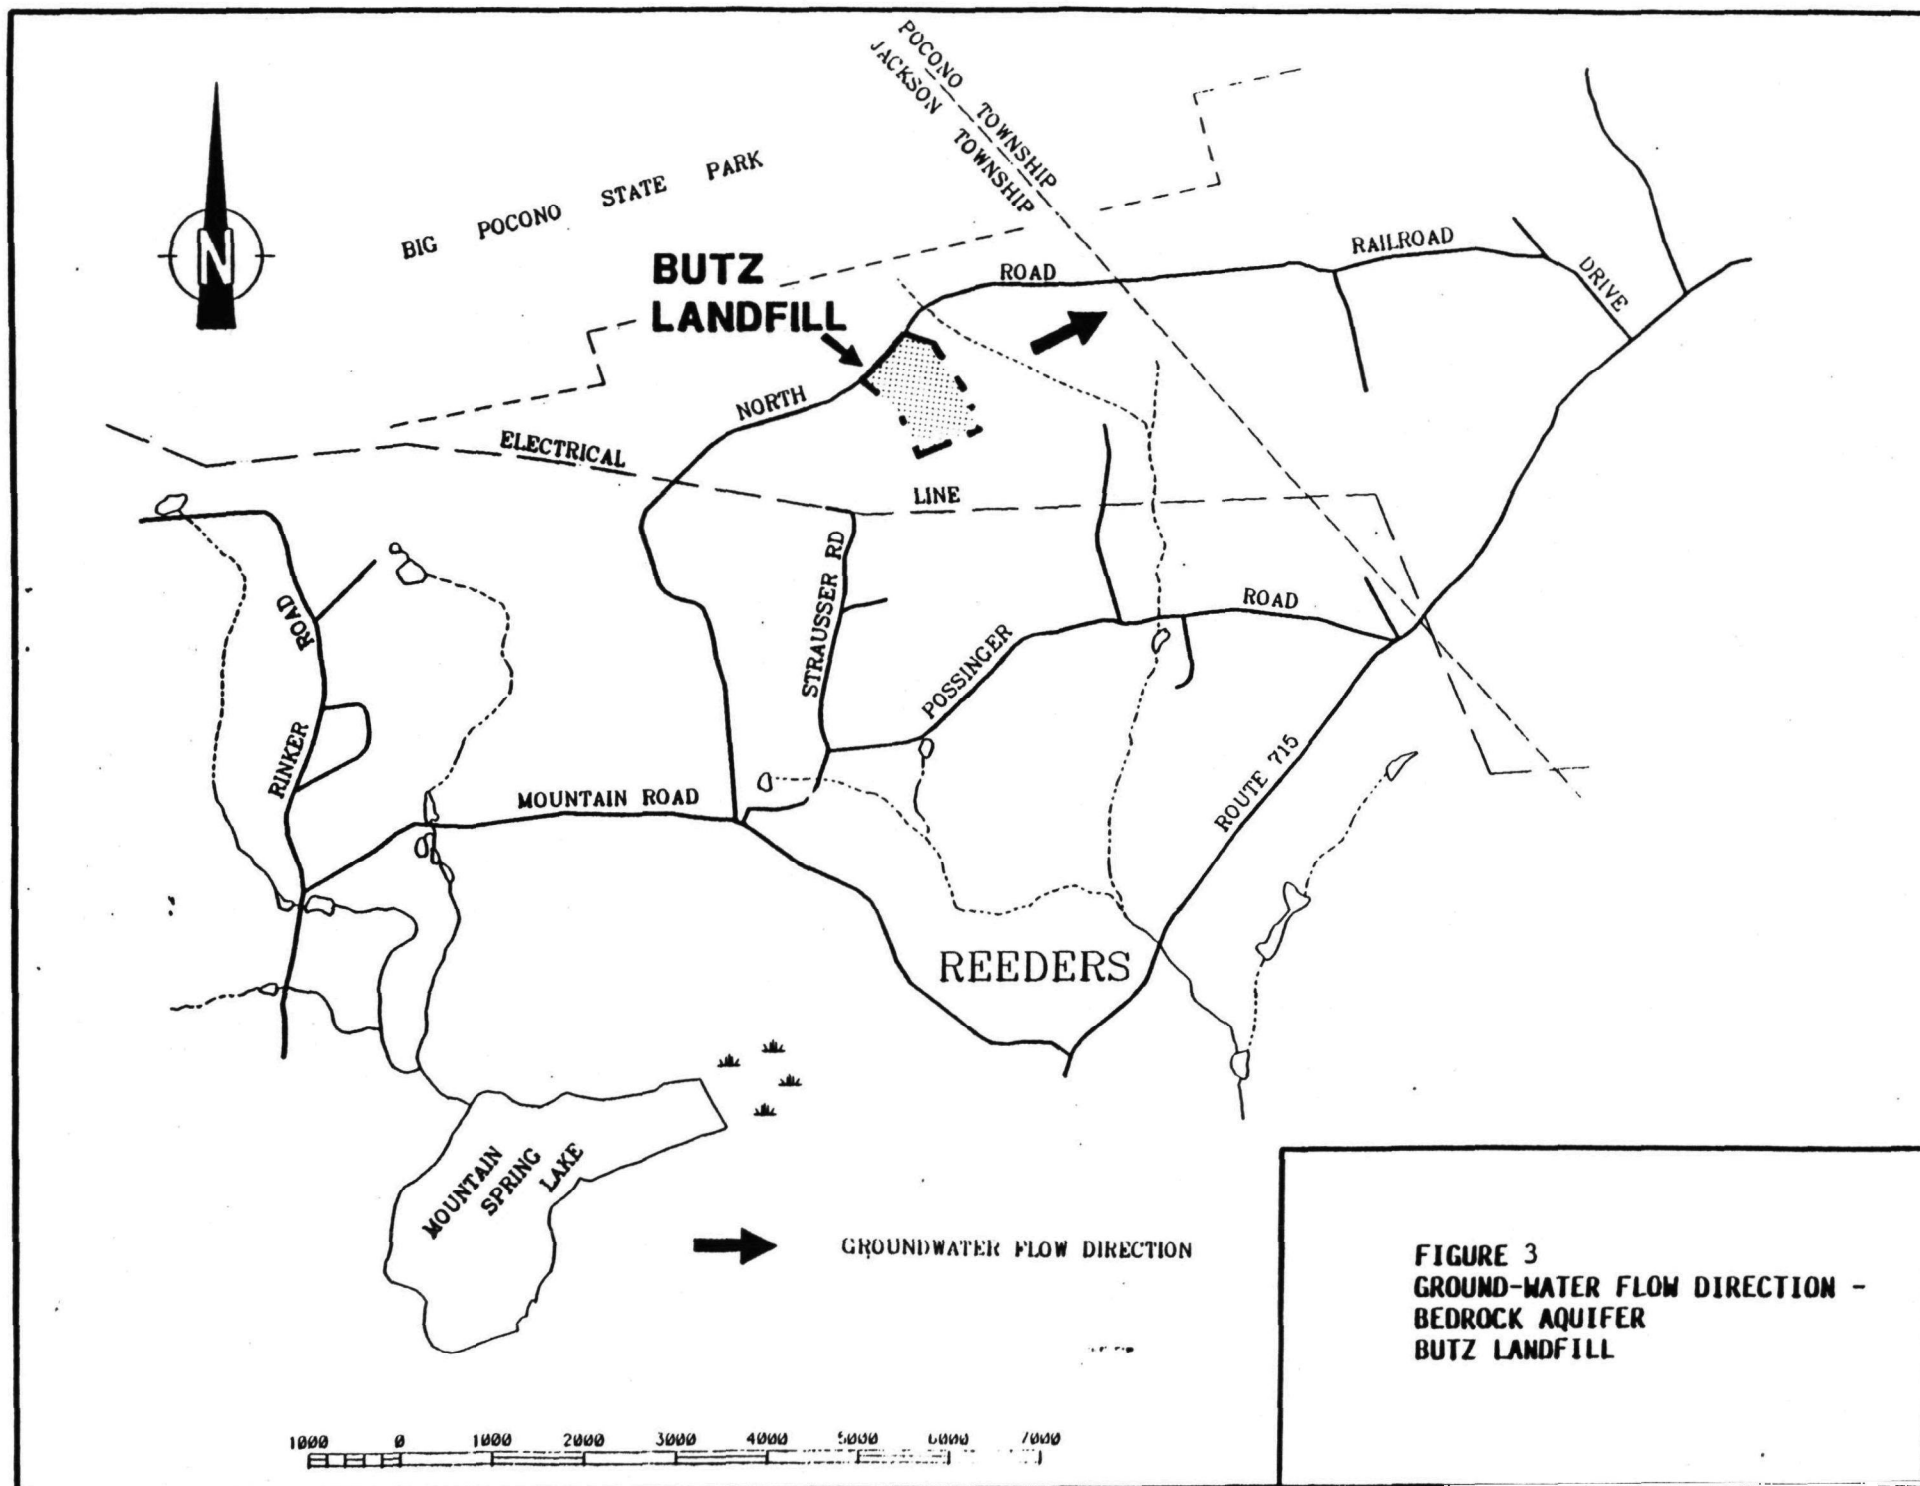 POCONO TOWNSHIP
JACKSON TOWNSHIP
BIG POCONO STATE PARK
N
BUTZ
LANDFILL
NORTH ROAD
RAILROAD DRIVE
ELECTRICAL LINE
RINKER ROAD
STRAUSSER RD
POSSINGER ROAD
MOUNTAIN ROAD
ROUTE 715
REEDERS
MOUNTAIN
SPRING
LAKE
GROUNDWATER FLOW DIRECTION
FIGURE 3
GROUND-WATER FLOW DIRECTION -
BEDROCK AQUIFER
BUTZ LANDFILL
1000 0 1000 2000 3000 4000 5000 6000 7000